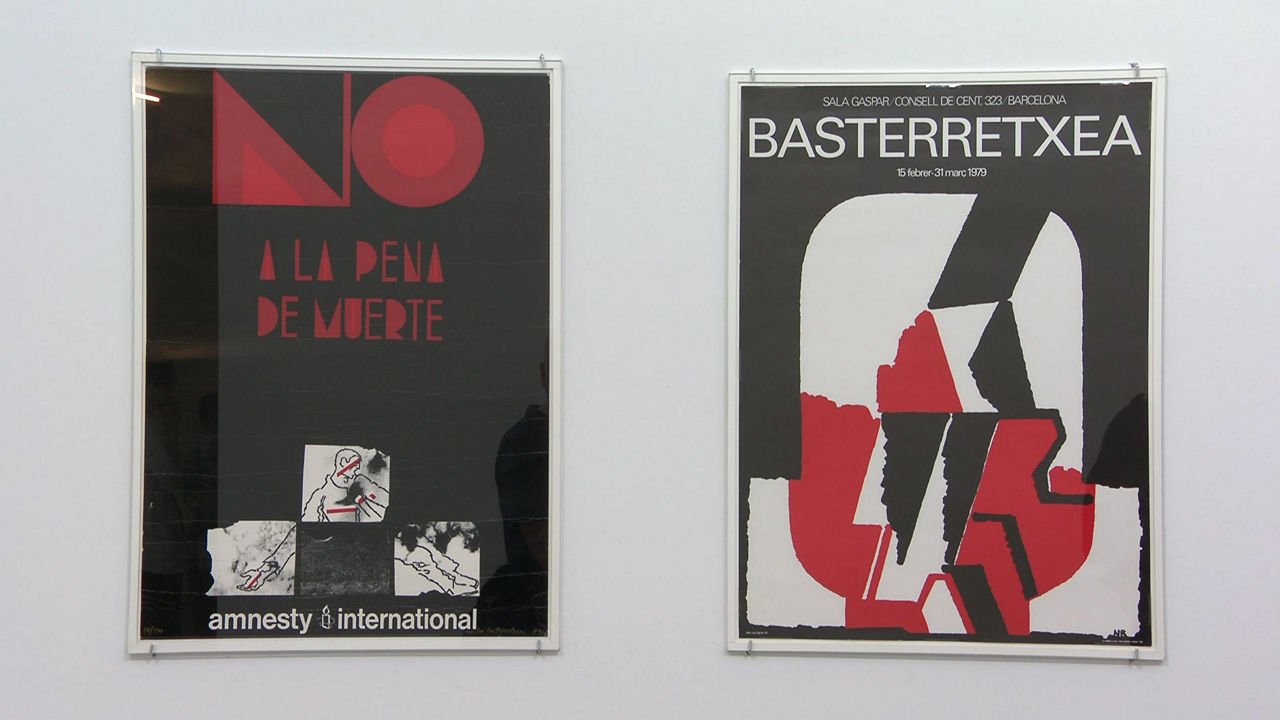 NO
A LA PENA
DE MUERTE
amnesty international
SALA GASPAR / CONSELL DE CENT, 323 / BARCELONA
BASTERRETXEA
15 febrer-31 març 1979
NB